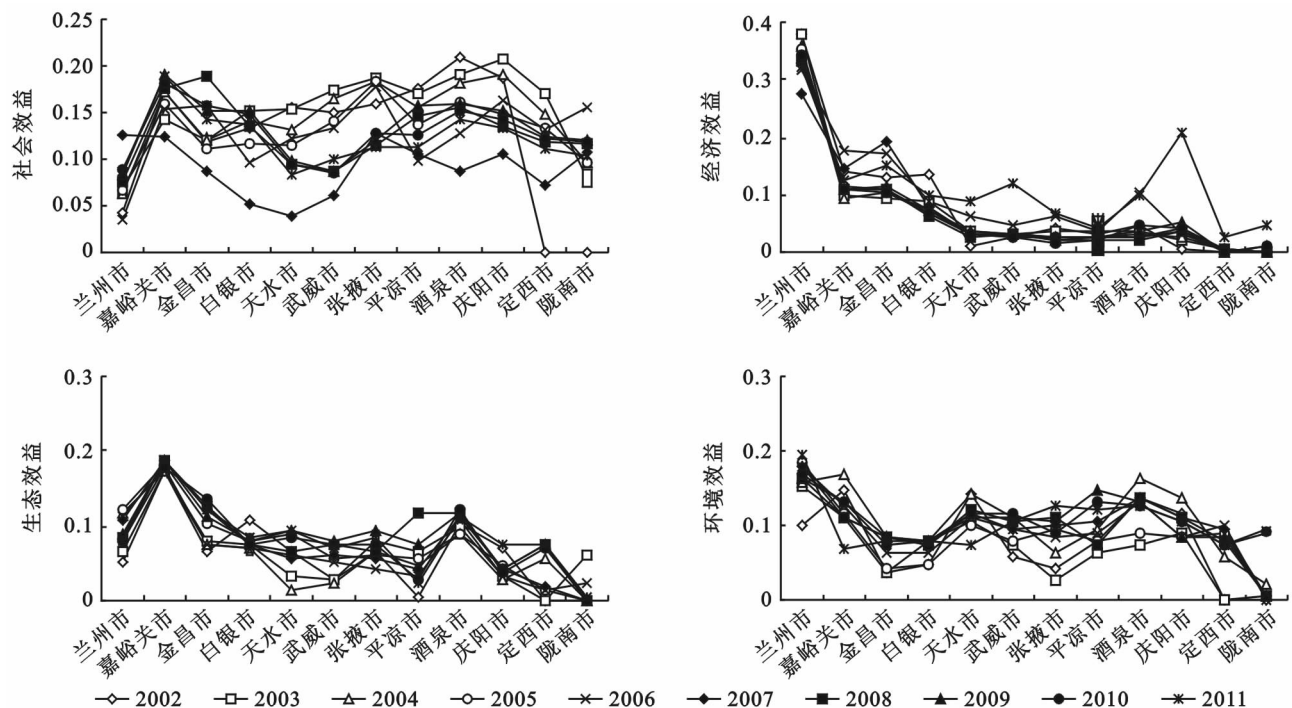 社会效益
0.25
0.20
0.15
0.10
0.05
0
兰州市
嘉峪关市
金昌市
白银市
天水市
武威市
张掖市
平凉市
酒泉市
庆阳市
定西市
陇南市
经济效益
0.4
0.3
0.2
0.1
0
兰州市
嘉峪关市
金昌市
白银市
天水市
武威市
张掖市
平凉市
酒泉市
庆阳市
定西市
陇南市
生态效益
0.3
0.2
0.1
0
兰州市
嘉峪关市
金昌市
白银市
天水市
武威市
张掖市
平凉市
酒泉市
庆阳市
定西市
陇南市
环境效益
0.3
0.2
0.1
0
兰州市
嘉峪关市
金昌市
白银市
天水市
武威市
张掖市
平凉市
酒泉市
庆阳市
定西市
陇南市
2002 2003 2004 2005 2006 2007 2008 2009 2010 2011